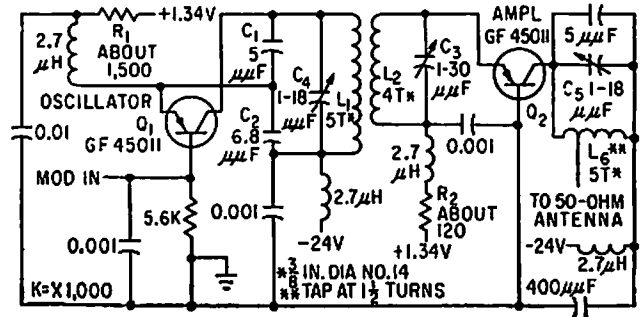 2.7
μH
R1
ABOUT
1,500
+1.34V
C1
5
μμF
C4
1-18
μμF
L1
5T*
L2
4T*
C3
1-30
μμF
AMPL
GF 45011
Q2
5μμF
C5 1-18
μμF
OSCILLATOR
Q1
GF 45011
0.01
C2
6.8
μμF
0.001
L6**
5T*
MOD IN
2.7
μH
TO 50-OHM
ANTENNA
5.6K
0.001
2.7μH
R2
ABOUT
120
-24V
-24V
+1.34V
2.7μH
0.001
K=X1,000
*3/8 IN. DIA NO.14
** TAP AT 1 1/2 TURNS
400μμF